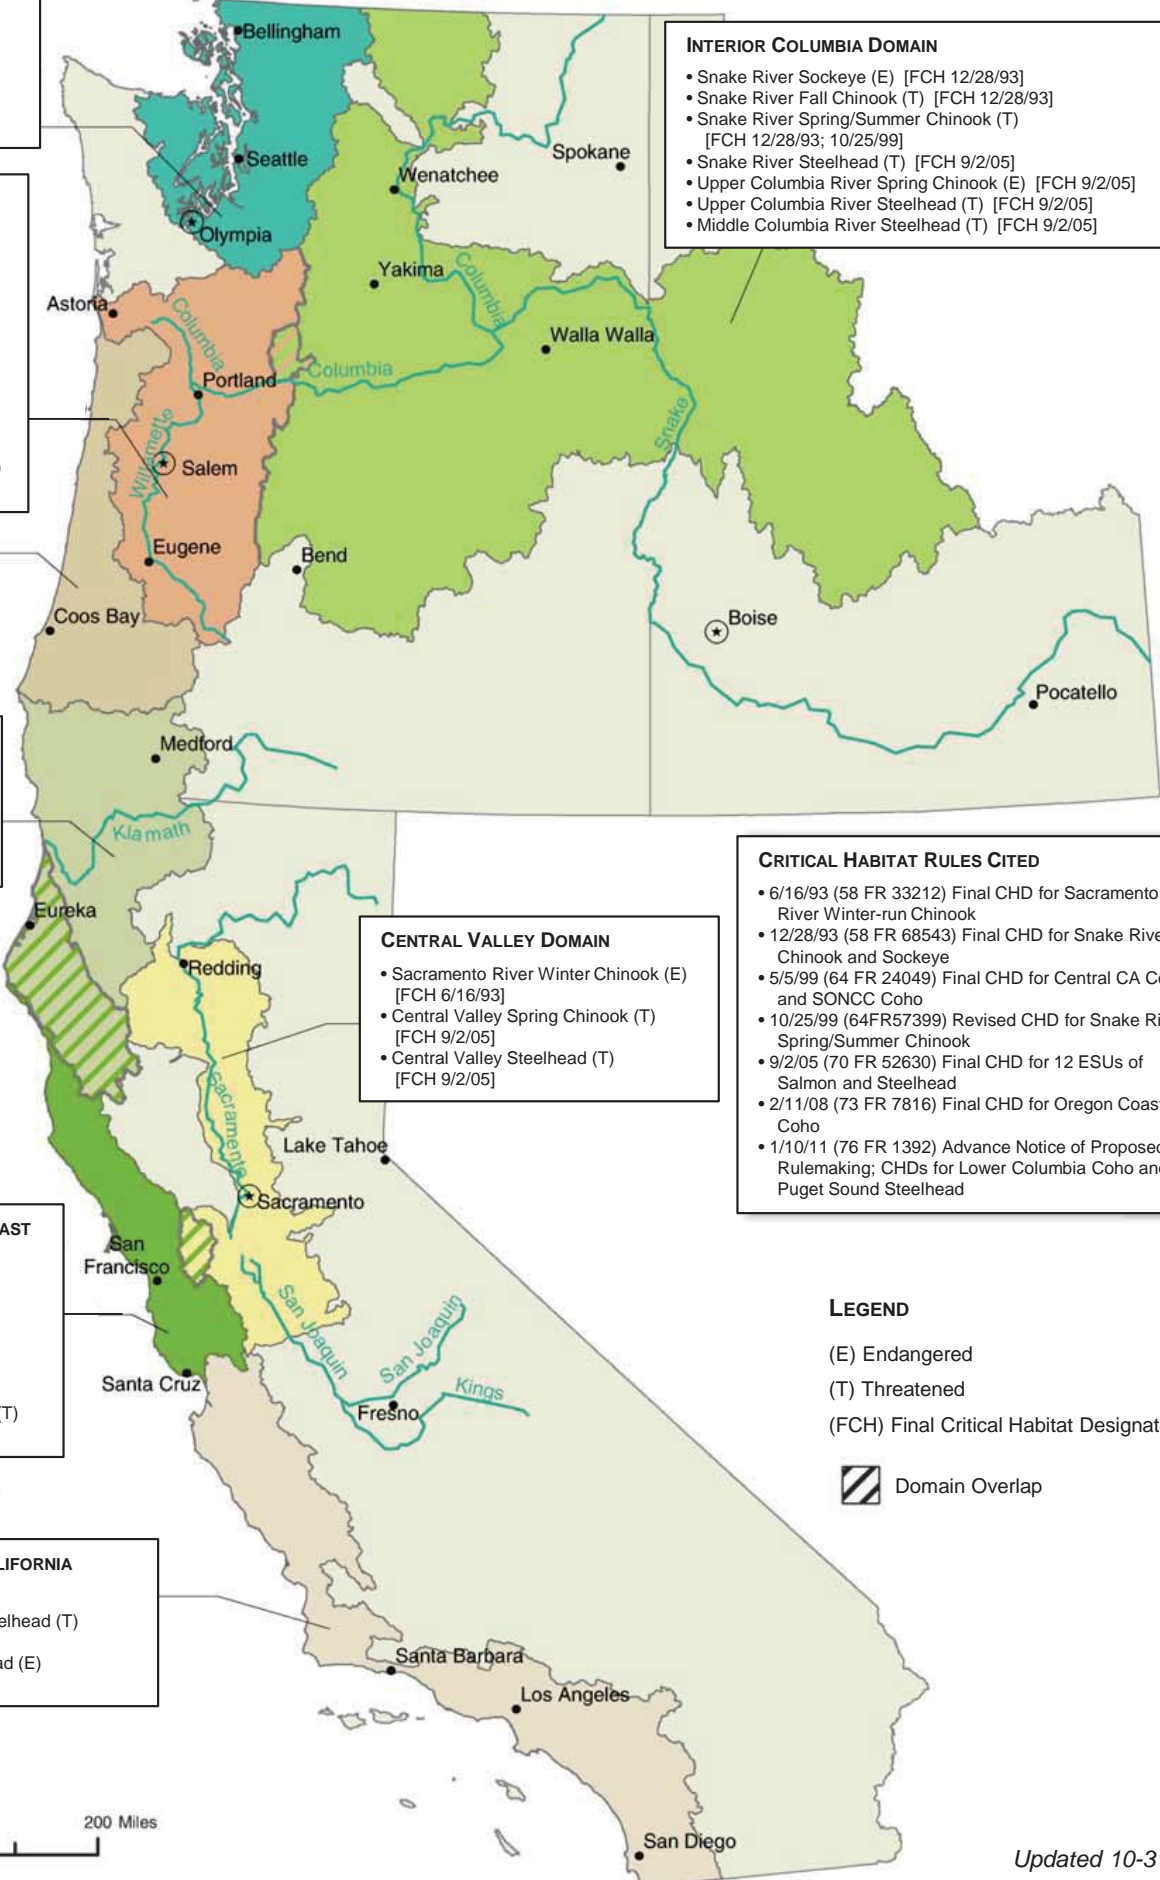 INTERIOR COLUMBIA DOMAIN
• Snake River Sockeye (E) [FCH 12/28/93]
• Snake River Fall Chinook (T) [FCH 12/28/93]
• Snake River Spring/Summer Chinook (T)
[FCH 12/28/93; 10/25/99]
• Snake River Steelhead (T) [FCH 9/2/05]
• Upper Columbia River Spring Chinook (E) [FCH 9/2/05]
• Upper Columbia River Steelhead (T) [FCH 9/2/05]
• Middle Columbia River Steelhead (T) [FCH 9/2/05]
Bellingham
Seattle
Olympia
Spokane
Wenatchee
Yakima
Columbia
Astoria
Columbia
Walla Walla
Columbia
Portland
Snake
Willamette
Salem
Eugene
Bend
Coos Bay
Boise
Pocatello
Medford
Klamath
Eureka
Redding
CENTRAL VALLEY DOMAIN
• Sacramento River Winter Chinook (E)
[FCH 6/16/93]
• Central Valley Spring Chinook (T)
[FCH 9/2/05]
• Central Valley Steelhead (T)
[FCH 9/2/05]
CRITICAL HABITAT RULES CITED
• 6/16/93 (58 FR 33212) Final CHD for Sacramento
River Winter-run Chinook
• 12/28/93 (58 FR 68543) Final CHD for Snake Rive
Chinook and Sockeye
• 5/5/99 (64 FR 24049) Final CHD for Central CA C
and SONCC Coho
• 10/25/99 (64FR57399) Revised CHD for Snake Ri
Spring/Summer Chinook
• 9/2/05 (70 FR 52630) Final CHD for 12 ESUs of
Salmon and Steelhead
• 2/11/08 (73 FR 7816) Final CHD for Oregon Coas
Coho
• 1/10/11 (76 FR 1392) Advance Notice of Propose
Rulemaking; CHDs for Lower Columbia Coho an
Puget Sound Steelhead
Sacramento
Lake Tahoe
Sacramento
AST
San
Francisco
San Joaquin
San Joaquin
Kings
Santa Cruz
Fresno
(T)
LEGEND
(E) Endangered
(T) Threatened
(FCH) Final Critical Habitat Designat
Domain Overlap
LIFORNIA
elhead (T)
ad (E)
Santa Barbara
Los Angeles
San Diego
200 Miles
Updated 10-3